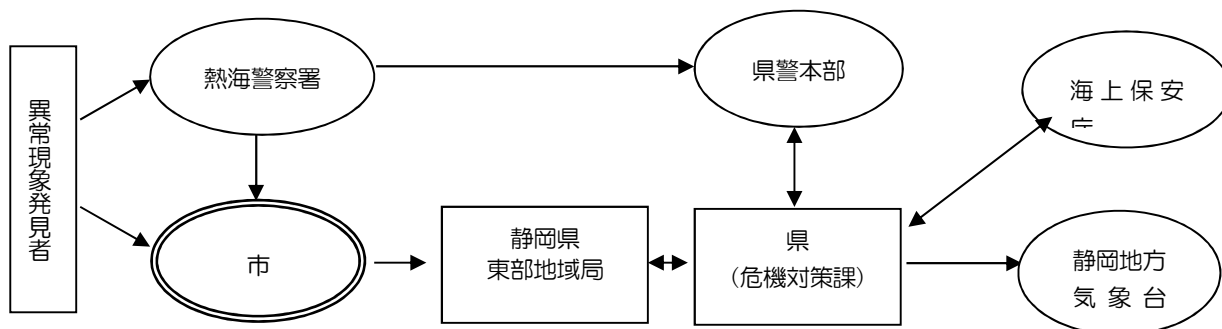 異常現象発見者
熱海警察署
県警本部
海上保安
市
静岡県
東部地域局
県
(危機対策課)
静岡地方
気象台